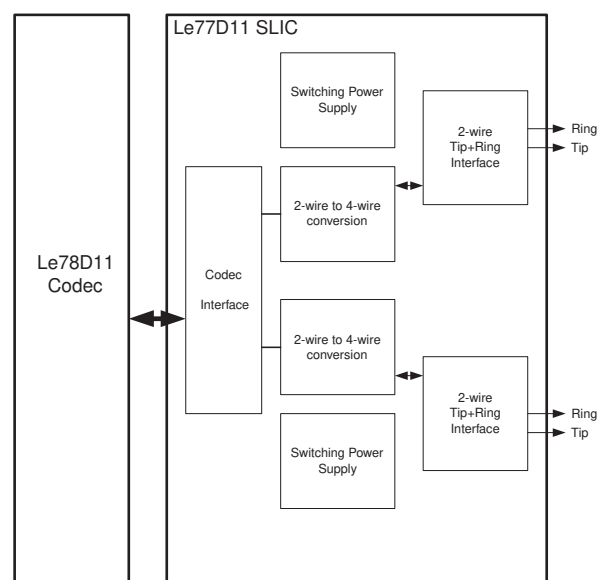 Le77D11 SLIC
Switching Power
Supply
2-wire
Tip+Ring
Interface
Ring
Tip
2-wire to 4-wire
conversion
Le78D11
Codec
Codec
Interface
2-wire to 4-wire
conversion
2-wire
Tip+Ring
Interface
Ring
Tip
Switching Power
Supply